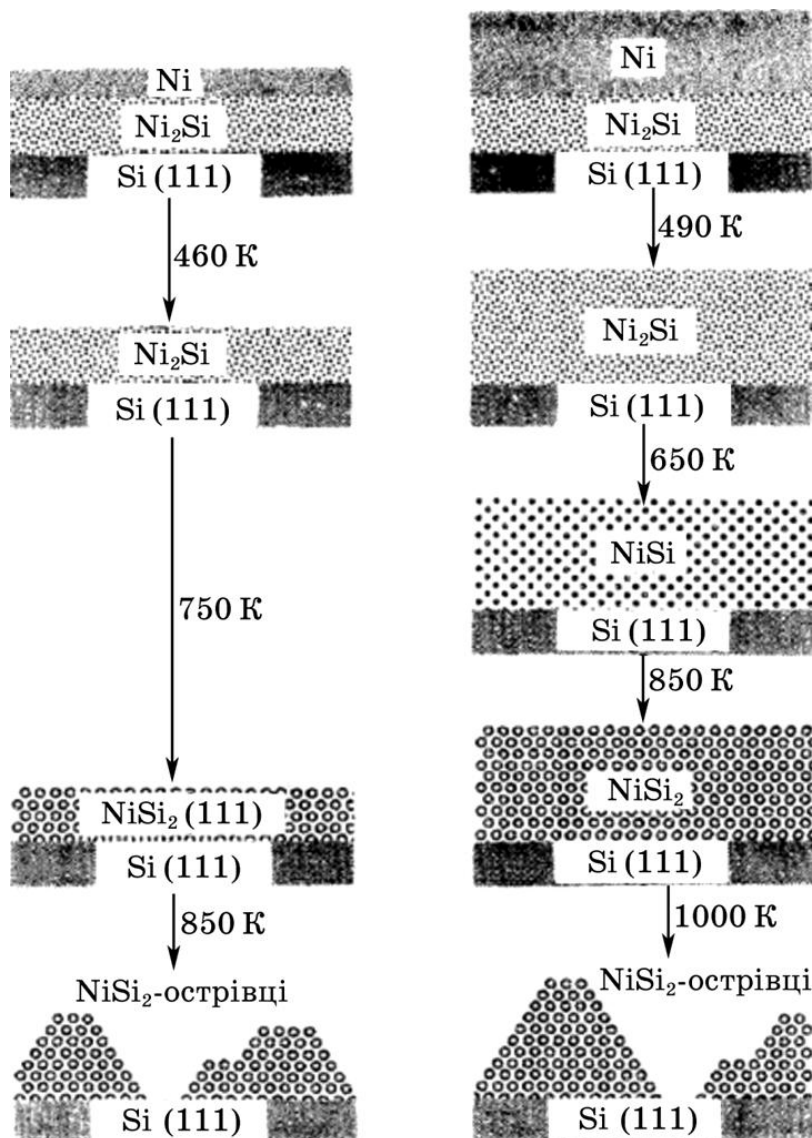 Ni
Ni₂Si
Si (111)
460 К
Ni₂Si
Si (111)
750 К
NiSi₂ (111)
Si (111)
850 К
NiSi₂-острівці
Si (111)
Ni
Ni₂Si
Si (111)
490 К
Ni₂Si
Si (111)
650 К
NiSi
Si (111)
850 К
NiSi₂
Si (111)
1000 К
NiSi₂-острівці
Si (111)